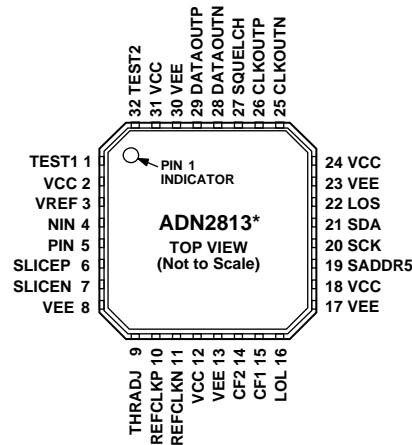 32 TEST2
31 VCC
30 VEE
29 DATAOUTP
28 DATAOUTN
27 SQUELCH
26 CLKOUTP
25 CLKOUTN
TEST1 1
VCC 2
VREF 3
NIN 4
PIN 5
SLICEP 6
SLICEN 7
VEE 8
PIN 1
INDICATOR
ADN2813*
TOP VIEW
(Not to Scale)
24 VCC
23 VEE
22 LOS
21 SDA
20 SCK
19 SADDR5
18 VCC
17 VEE
THRADJ 9
REFCLKP 10
REFCLKN 11
VCC 12
VEE 13
CF2 14
CF1 15
LOL 16